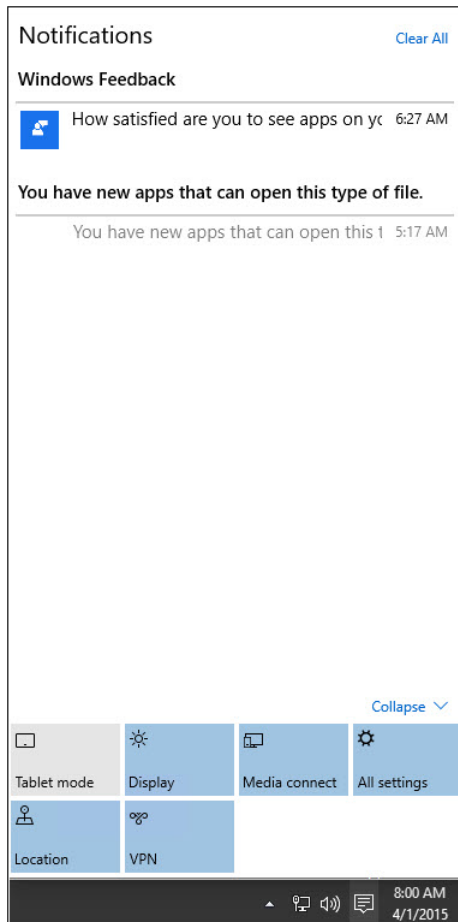 Notifications
Clear All
Windows Feedback
How satisfied are you to see apps on yo 6:27 AM
You have new apps that can open this type of file.
You have new apps that can open this t 5:17 AM
Collapse
Tablet mode Display Media connect All settings
Location VPN
8:00 AM
4/1/2015